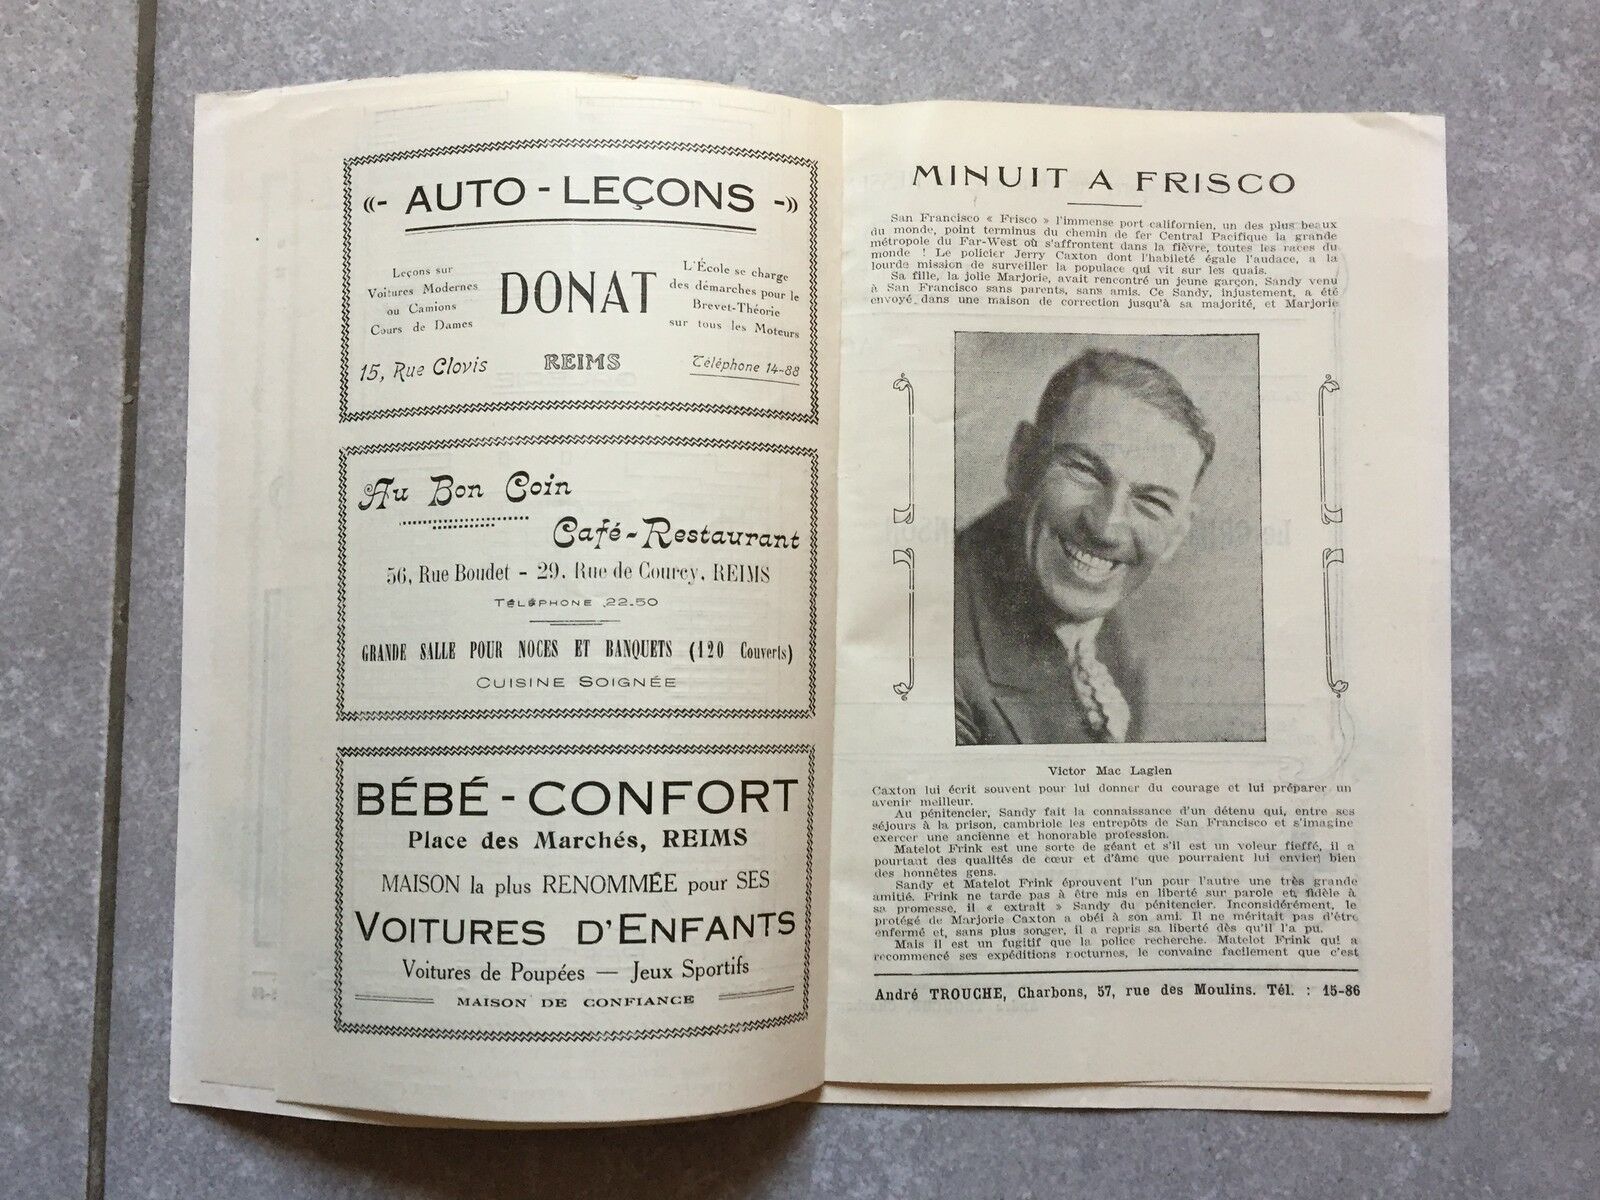 «- AUTO - LEÇONS -»
Leçons sur
Voitures Modernes
ou Camions
Cours de Dames
DONAT
L'École se charge
des démarches pour le
Brevet-Théorie
sur tous les Moteurs
15, Rue Clovis
REIMS
Téléphone 14-88
Au Bon Coin
Café-Restaurant
56, Rue Boudet - 29, Rue de Courcy, REIMS
TÉLÉPHONE 22.50
GRANDE SALLE POUR NOCES ET BANQUETS (120 Couverts)
CUISINE SOIGNÉE
BÉBÉ - CONFORT
Place des Marchés, REIMS
MAISON la plus RENOMMÉE pour SES
VOITURES D'ENFANTS
Voitures de Poupées — Jeux Sportifs
MAISON DE CONFIANCE
MINUIT A FRISCO
San Francisco « Frisco » l'immense port californien, un des plus beaux
du monde, point terminus du chemin de fer Central Pacifique la grande
métropole du Far-West où s'affrontent dans la fièvre, toutes les races du
monde ! Le policier Jerry Caxton dont l'habileté égale l'audace, a la
lourde mission de surveiller la populace qui vit sur les quais.
Sa fille, la jolie Marjorie, avait rencontré un jeune garçon, Sandy venu
à San Francisco sans parents, sans amis. Ce Sandy, injustement, a été
envoyé dans une maison de correction jusqu'à sa majorité, et Marjorie
Victor Mac Laglen
Caxton lui écrit souvent pour lui donner du courage et lui préparer un
avenir meilleur.
Au pénitencier, Sandy fait la connaissance d'un détenu qui, entre ses
séjours à la prison, cambriole les entrepôts de San Francisco et s'imagine
exercer une ancienne et honorable profession.
Matelot Frink est une sorte de géant et s'il est un voleur fieffé, il a
pourtant des qualités de cœur et d'âme que pourraient lui envier bien
des honnêtes gens.
Sandy et Matelot Frink éprouvent l'un pour l'autre une très grande
amitié. Frink ne tarde pas à être mis en liberté sur parole et, fidèle à
sa promesse, il « extrait » Sandy du pénitencier. Inconsidérément, le
protégé de Marjorie Caxton a obéi à son ami. Il ne méritait pas d'être
enfermé et, sans plus songer, il a repris sa liberté dès qu'il l'a pu.
Mais il est un fugitif que la police recherche. Matelot Frink qui a
recommencé ses expéditions nocturnes, le convainc facilement que c'est
André TROUCHE, Charbons, 57, rue des Moulins. Tél. : 15-86